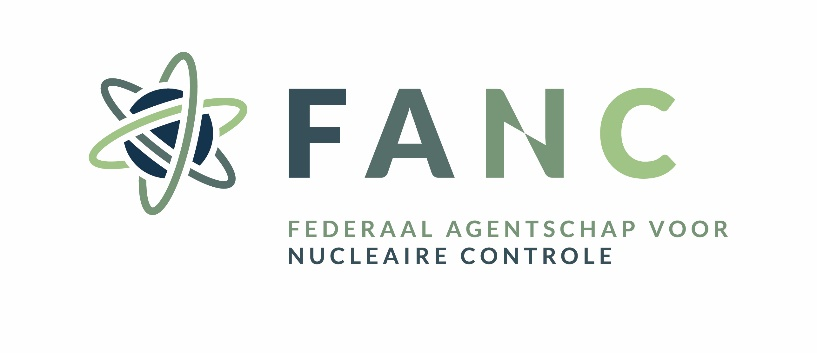 FANC
FEDERAAL AGENTSCHAP VOOR
NUCLEAIRE CONTROLE